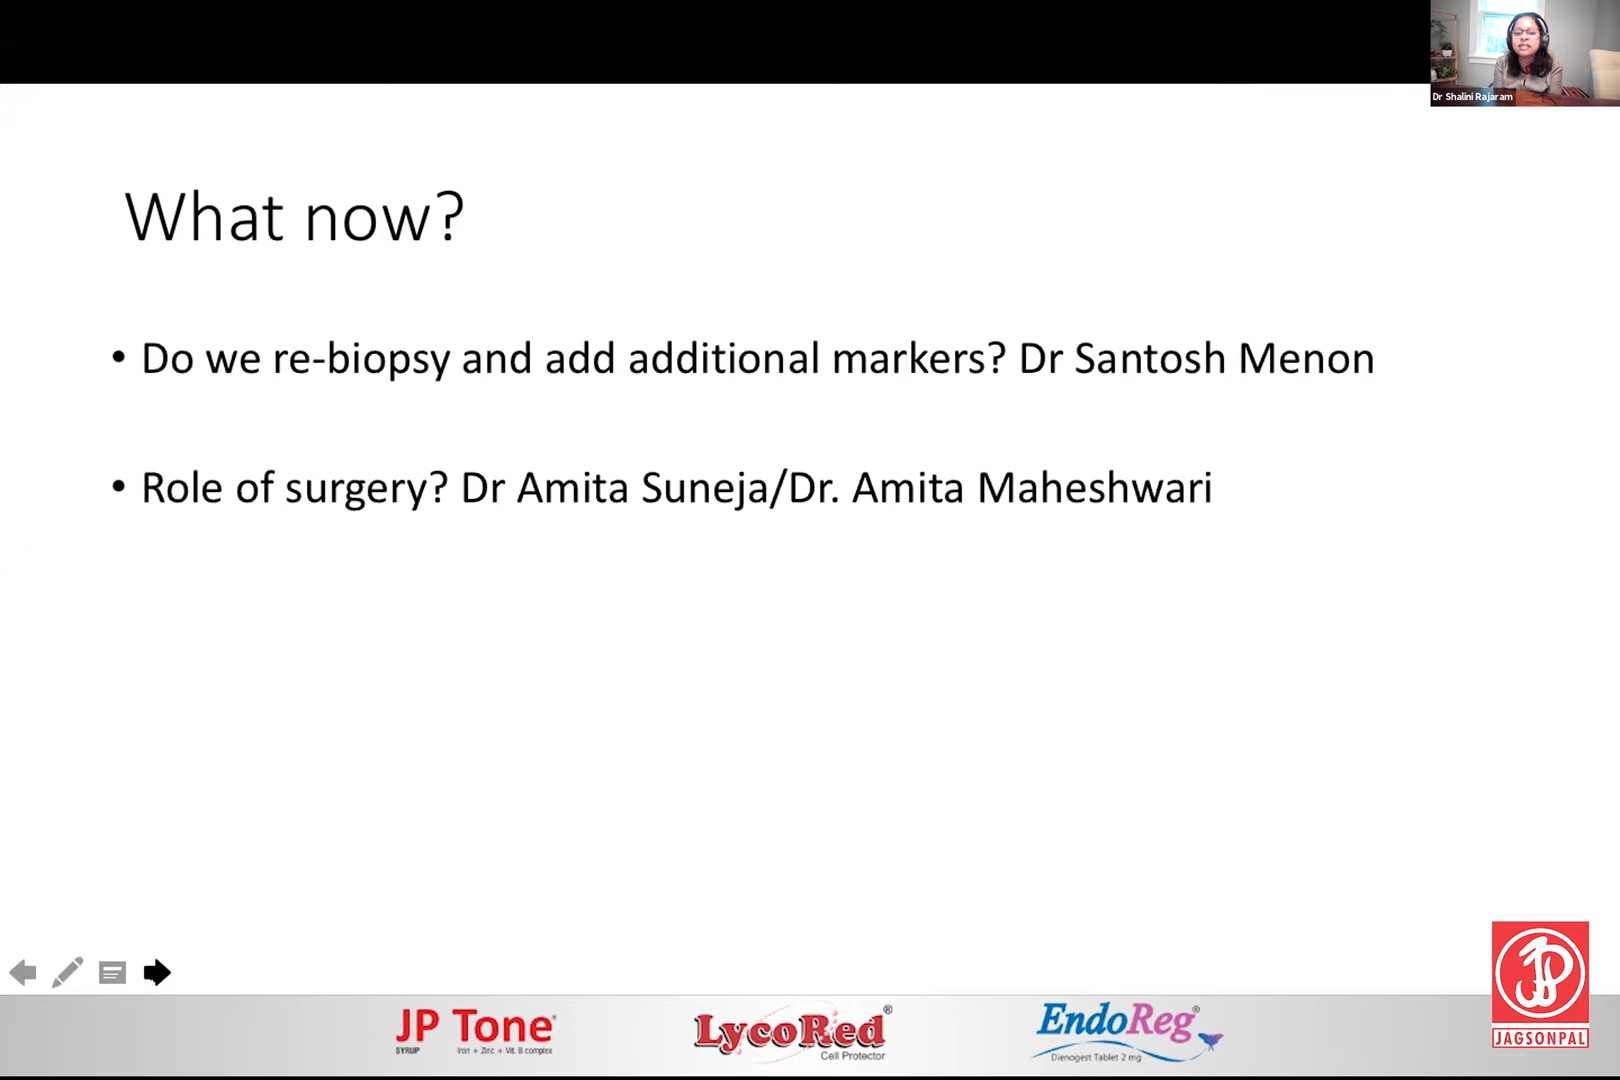 Dr Shalini Rajaram
What now?
• Do we re-biopsy and add additional markers? Dr Santosh Menon
• Role of surgery? Dr Amita Suneja/Dr. Amita Maheshwari
JP Tone
SYRUP Iron + Zinc + Vit. B complex
LycoRed®
Cell Protector
EndoReg®
Dienogest Tablet 2 mg
JAGSONPAL